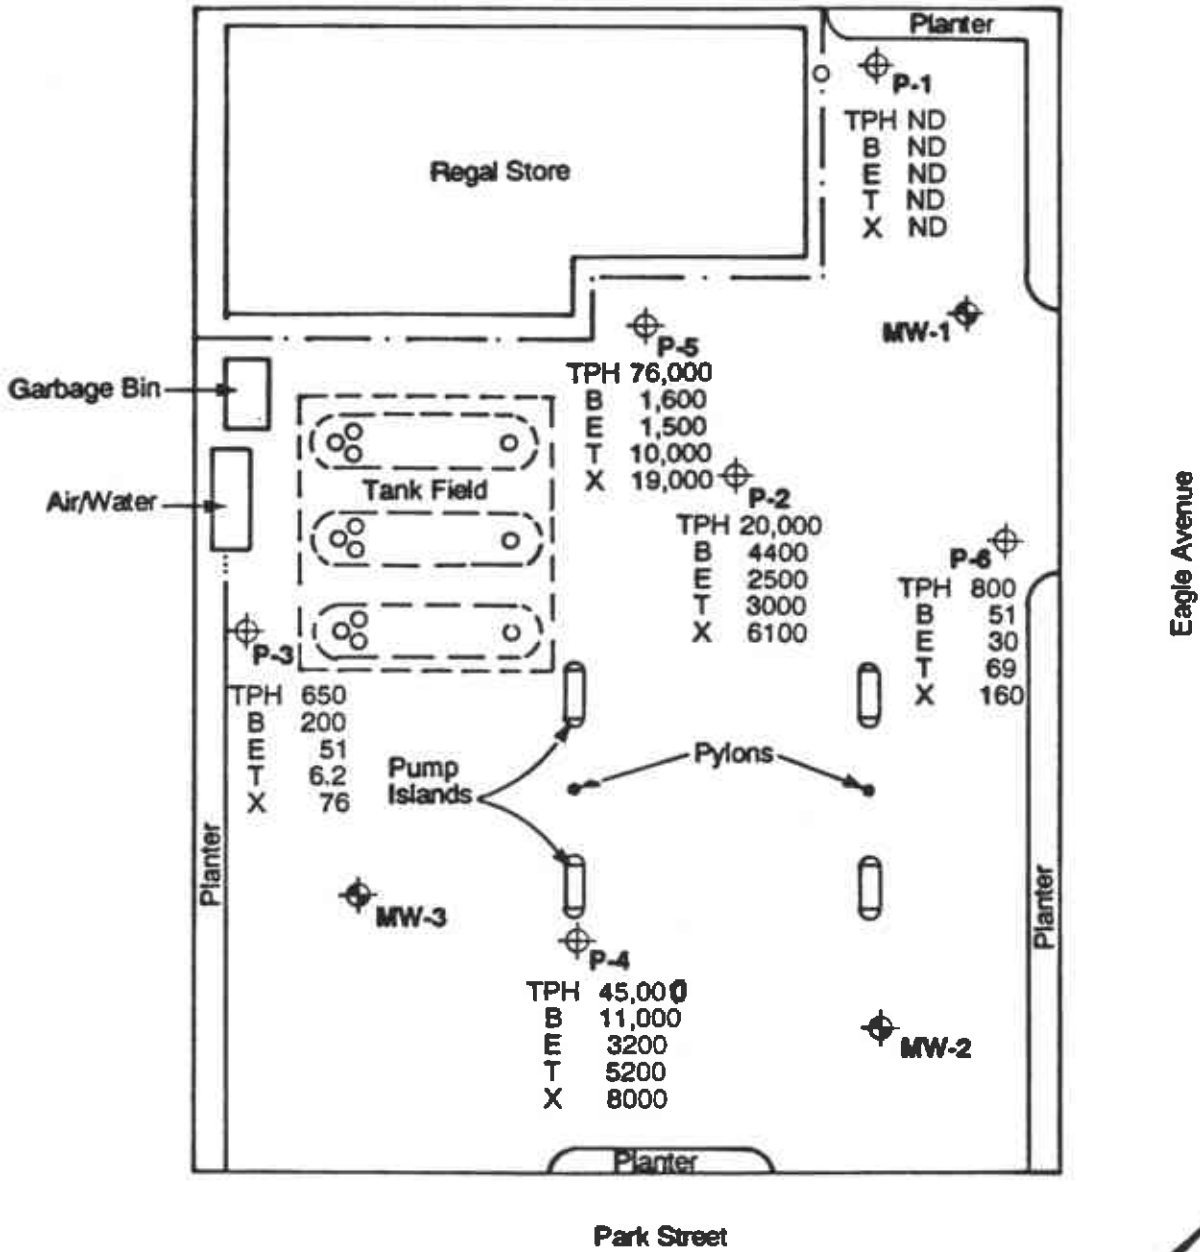 Planter
P-1
TPH ND
B ND
E ND
T ND
X ND
Regal Store
MW-1
P-5
TPH 76,000
B 1,600
E 1,500
T 10,000
X 19,000
Garbage Bin
Air/Water
Tank Field
P-2
TPH 20,000
B 4400
E 2500
T 3000
X 6100
P-6
TPH 800
B 51
E 30
T 69
X 160
Eagle Avenue
P-3
TPH 650
B 200
E 51
T 6.2
X 76
Pump
Islands
Pylons
Planter
MW-3
Planter
P-4
TPH 45,000
B 11,000
E 3200
T 5200
X 8000
MW-2
Planter
Park Street